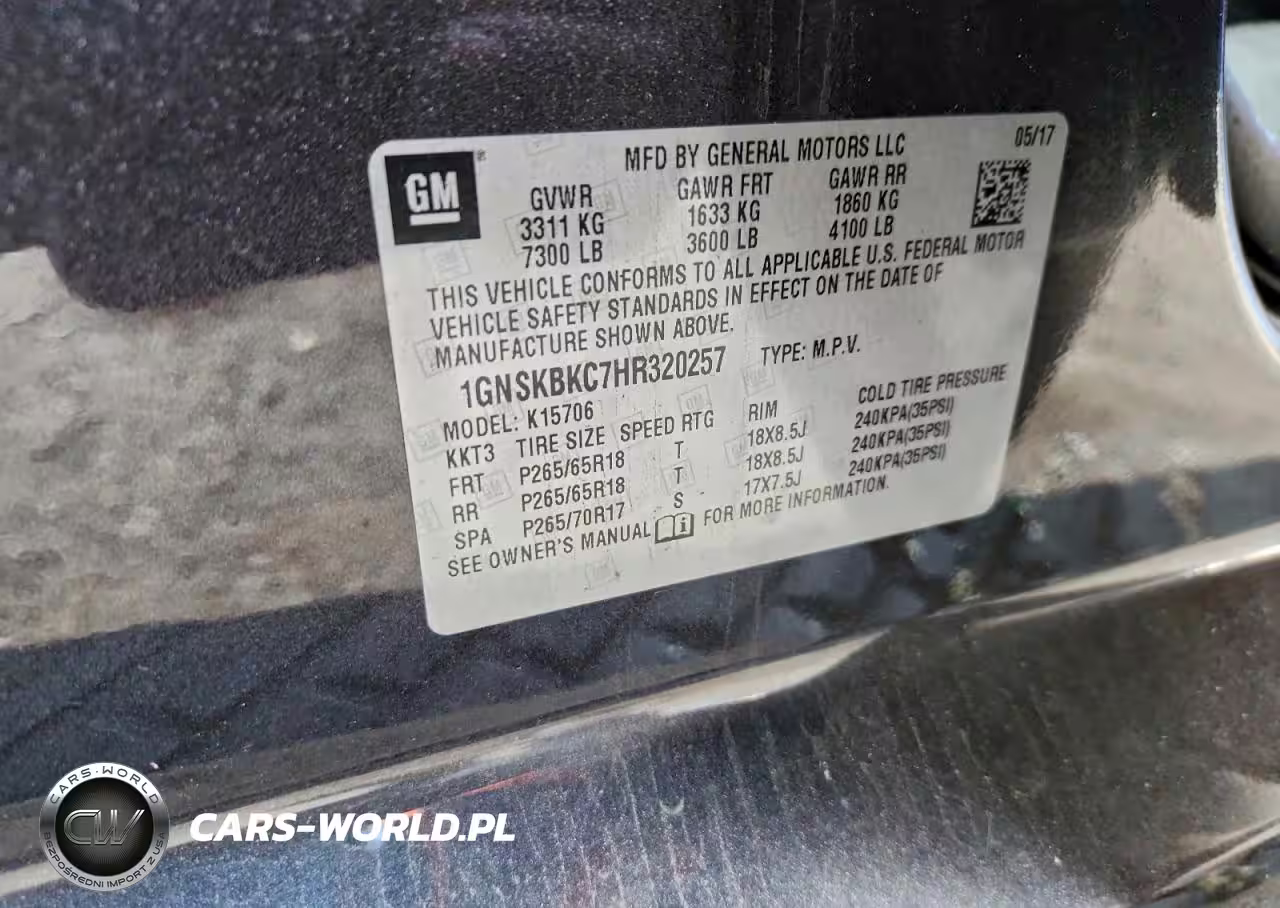 GM
MFD BY GENERAL MOTORS LLC
05/17
GVWR GAWR FRT GAWR RR
3311 KG 1633 KG 1860 KG
7300 LB 3600 LB 4100 LB
THIS VEHICLE CONFORMS TO ALL APPLICABLE U.S. FEDERAL MOTOR
VEHICLE SAFETY STANDARDS IN EFFECT ON THE DATE OF
MANUFACTURE SHOWN ABOVE.
1GNSKBKC7HR320257 TYPE: M.P.V.
MODEL: K15706
KKT3 TIRE SIZE SPEED RTG RIM COLD TIRE PRESSURE
FRT P265/65R18 T 18X8.5J 240KPA(35PSI)
RR P265/65R18 T 18X8.5J 240KPA(35PSI)
SPA P265/70R17 S 17X7.5J 240KPA(35PSI)
SEE OWNER'S MANUAL FOR MORE INFORMATION.
CARS-WORLD
CW
BEZPOŚREDNI IMPORT Z USA
CARS-WORLD.PL